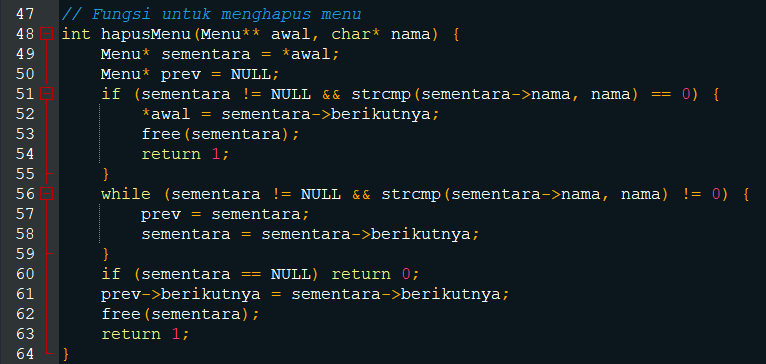 47 // Fungsi untuk menghapus menu
48 int hapusMenu(Menu** awal, char* nama) {
49     Menu* sementara = *awal;
50     Menu* prev = NULL;
51     if (sementara != NULL && strcmp(sementara->nama, nama) == 0) {
52         *awal = sementara->berikutnya;
53         free(sementara);
54         return 1;
55     }
56     while (sementara != NULL && strcmp(sementara->nama, nama) != 0) {
57         prev = sementara;
58         sementara = sementara->berikutnya;
59     }
60     if (sementara == NULL) return 0;
61     prev->berikutnya = sementara->berikutnya;
62     free(sementara);
63     return 1;
64 }